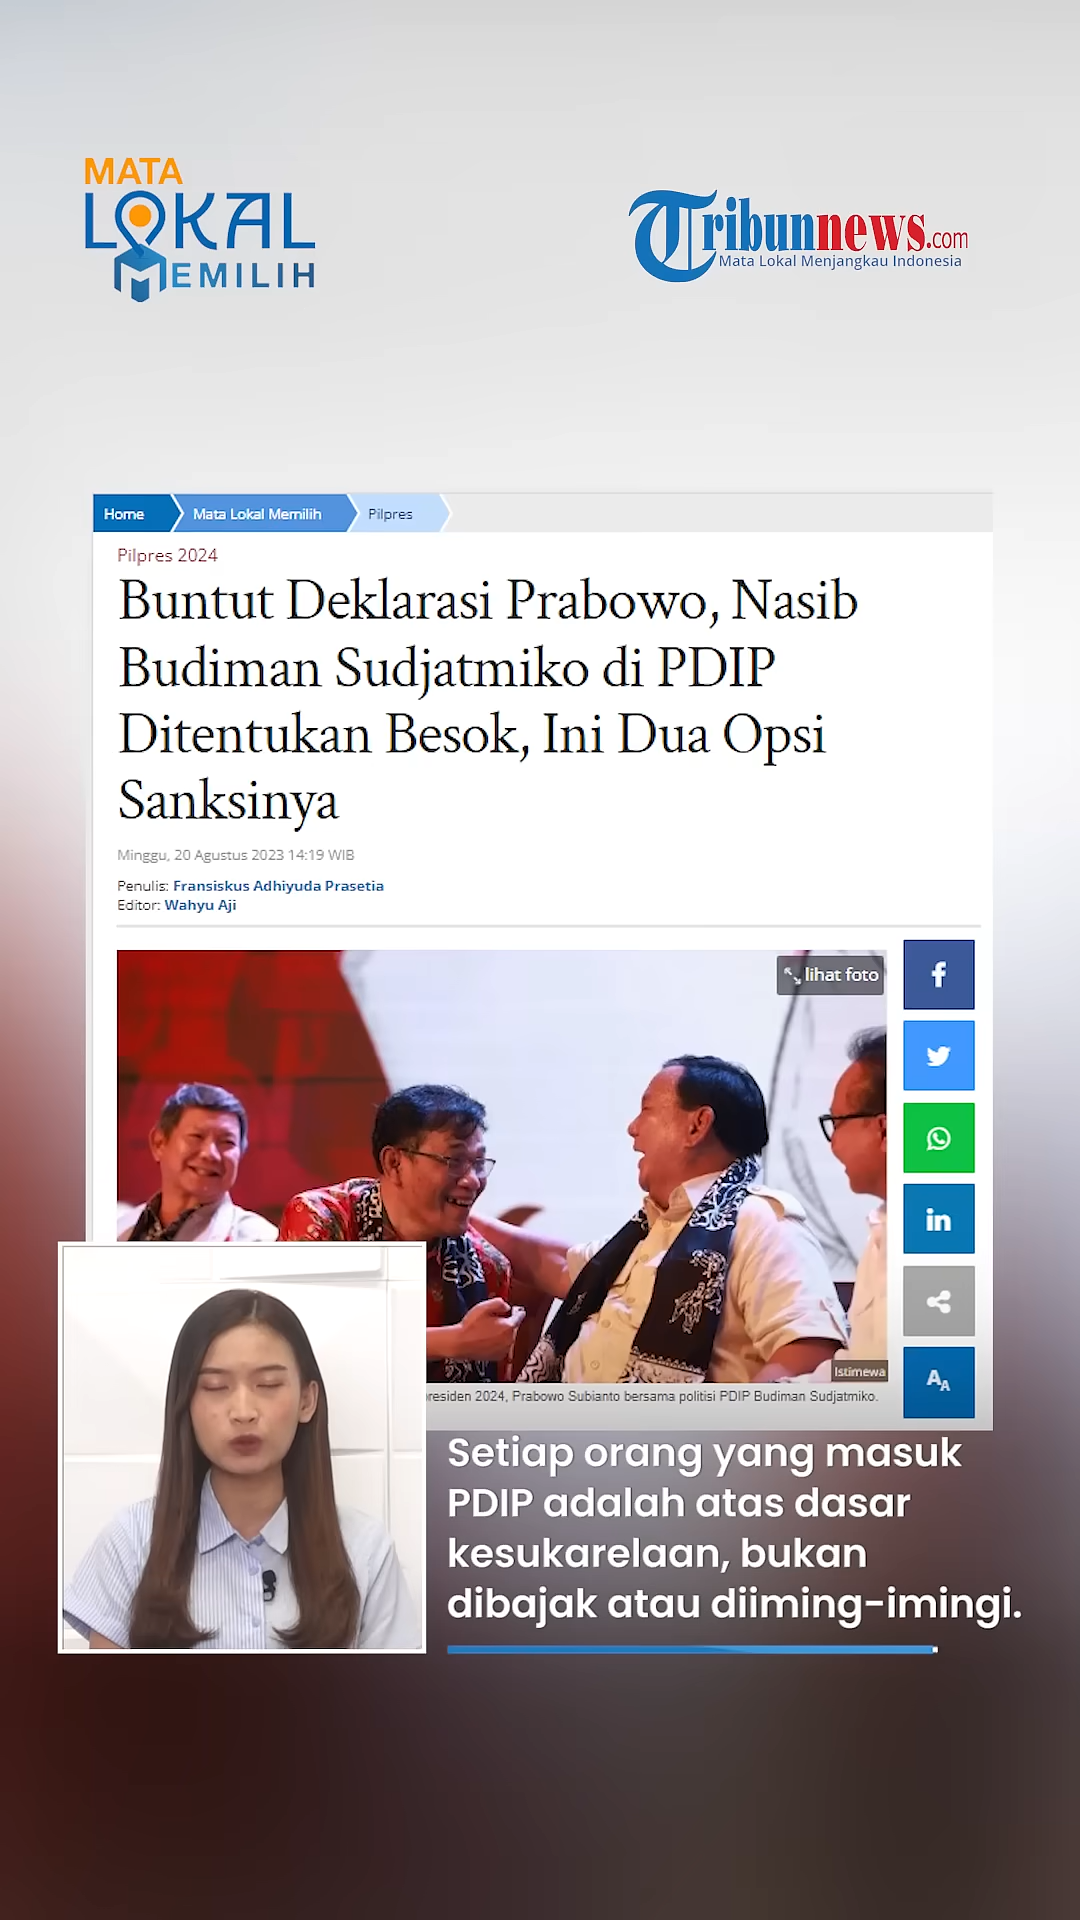 MATA
LOKAL
MEMILIH
Tribunnews.com
Mata Lokal Menjangkau Indonesia
Home Mata Lokal Memilih Pilpres
Pilpres 2024
Buntut Deklarasi Prabowo, Nasib
Budiman Sudjatmiko di PDIP
Ditentukan Besok, Ini Dua Opsi
Sanksinya
Minggu, 20 Agustus 2023 14:19 WIB
Penulis: Fransiskus Adhiyuda Prasetia
Editor: Wahyu Aji
lihat foto
Istimewa
presiden 2024, Prabowo Subianto bersama politisi PDIP Budiman Sudjatmiko.
AA
Setiap orang yang masuk
PDIP adalah atas dasar
kesukarelaan, bukan
dibajak atau diiming-imingi.